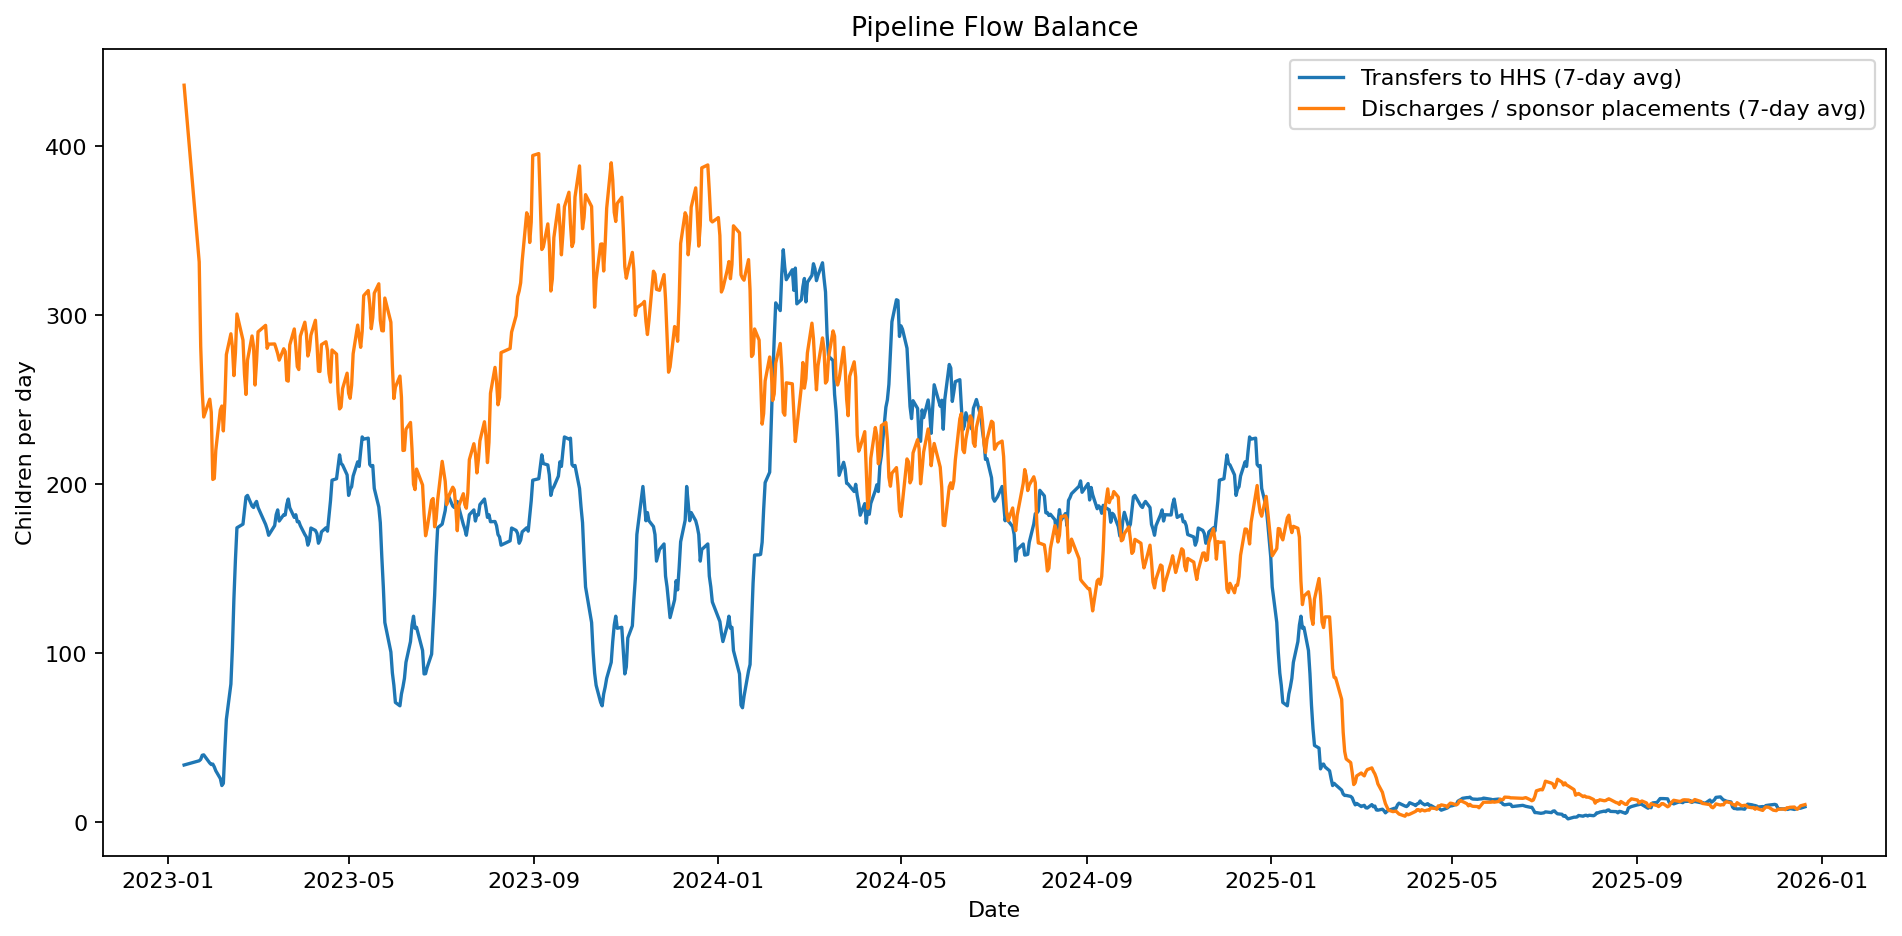 Pipeline Flow Balance
Transfers to HHS (7-day avg)
Discharges / sponsor placements (7-day avg)
Children per day
400
300
200
100
0
2023-01 2023-05 2023-09 2024-01 2024-05 2024-09 2025-01 2025-05 2025-09 2026-01
Date